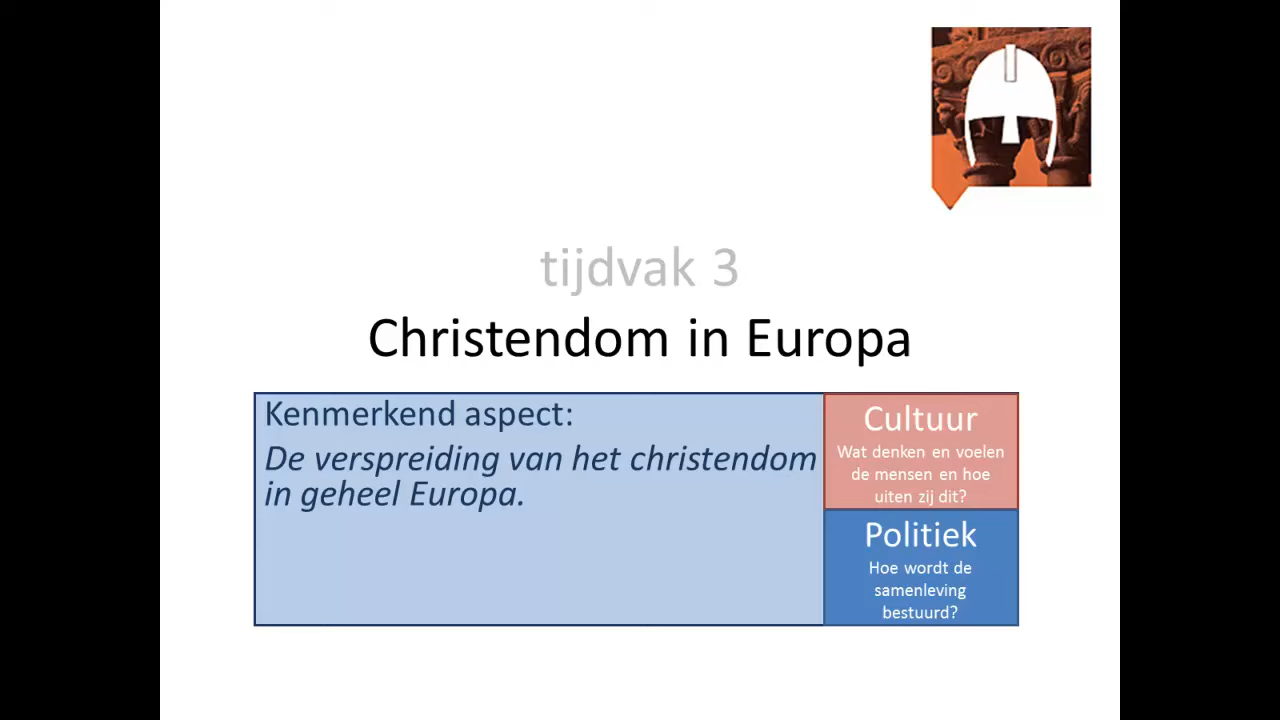 tijdvak 3
Christendom in Europa
Kenmerkend aspect:
De verspreiding van het christendom
in geheel Europa.
Cultuur
Wat denken en voelen
de mensen en hoe
uiten zij dit?
Politiek
Hoe wordt de
samenleving
bestuurd?